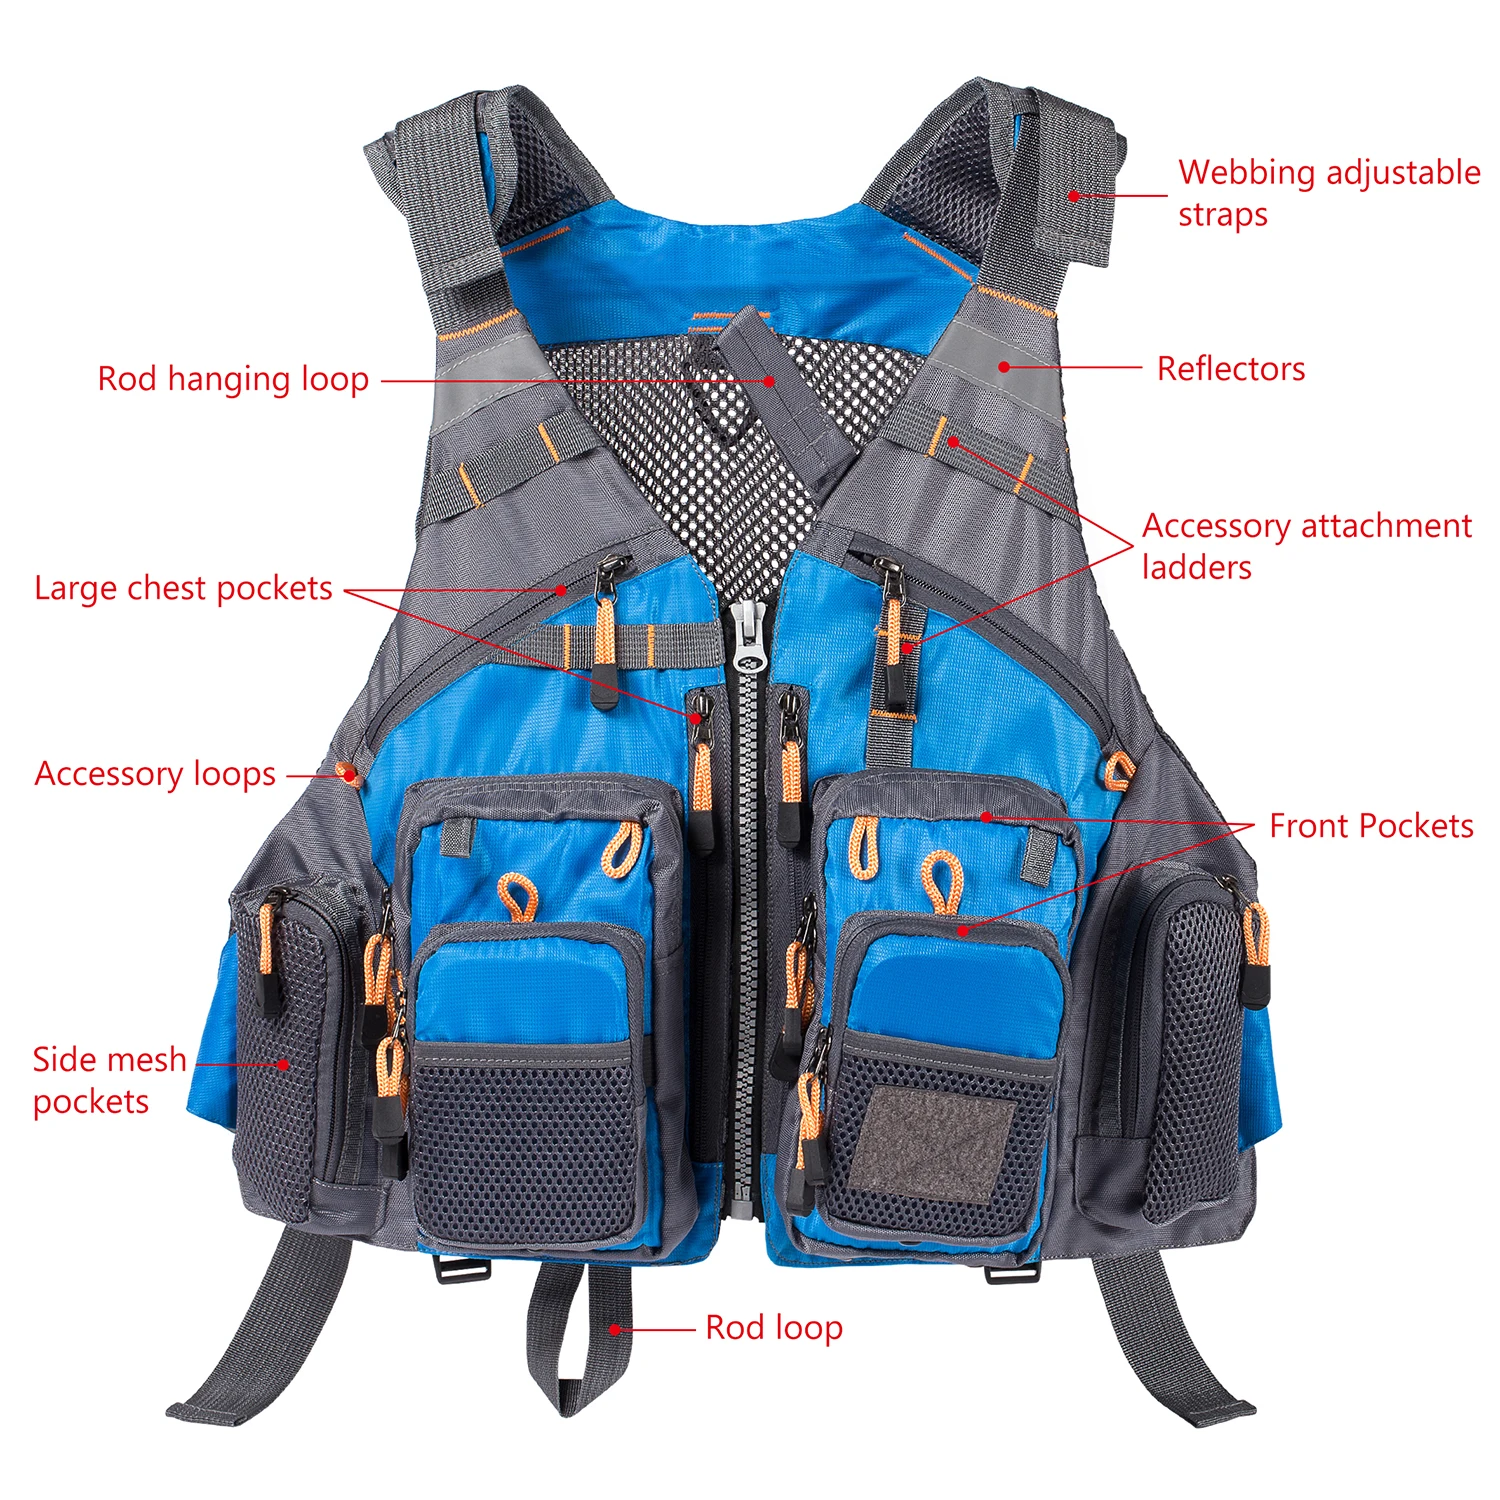 Webbing adjustable
straps
Rod hanging loop
Reflectors
Accessory attachment
ladders
Large chest pockets
Accessory loops
Front Pockets
Side mesh
pockets
Rod loop